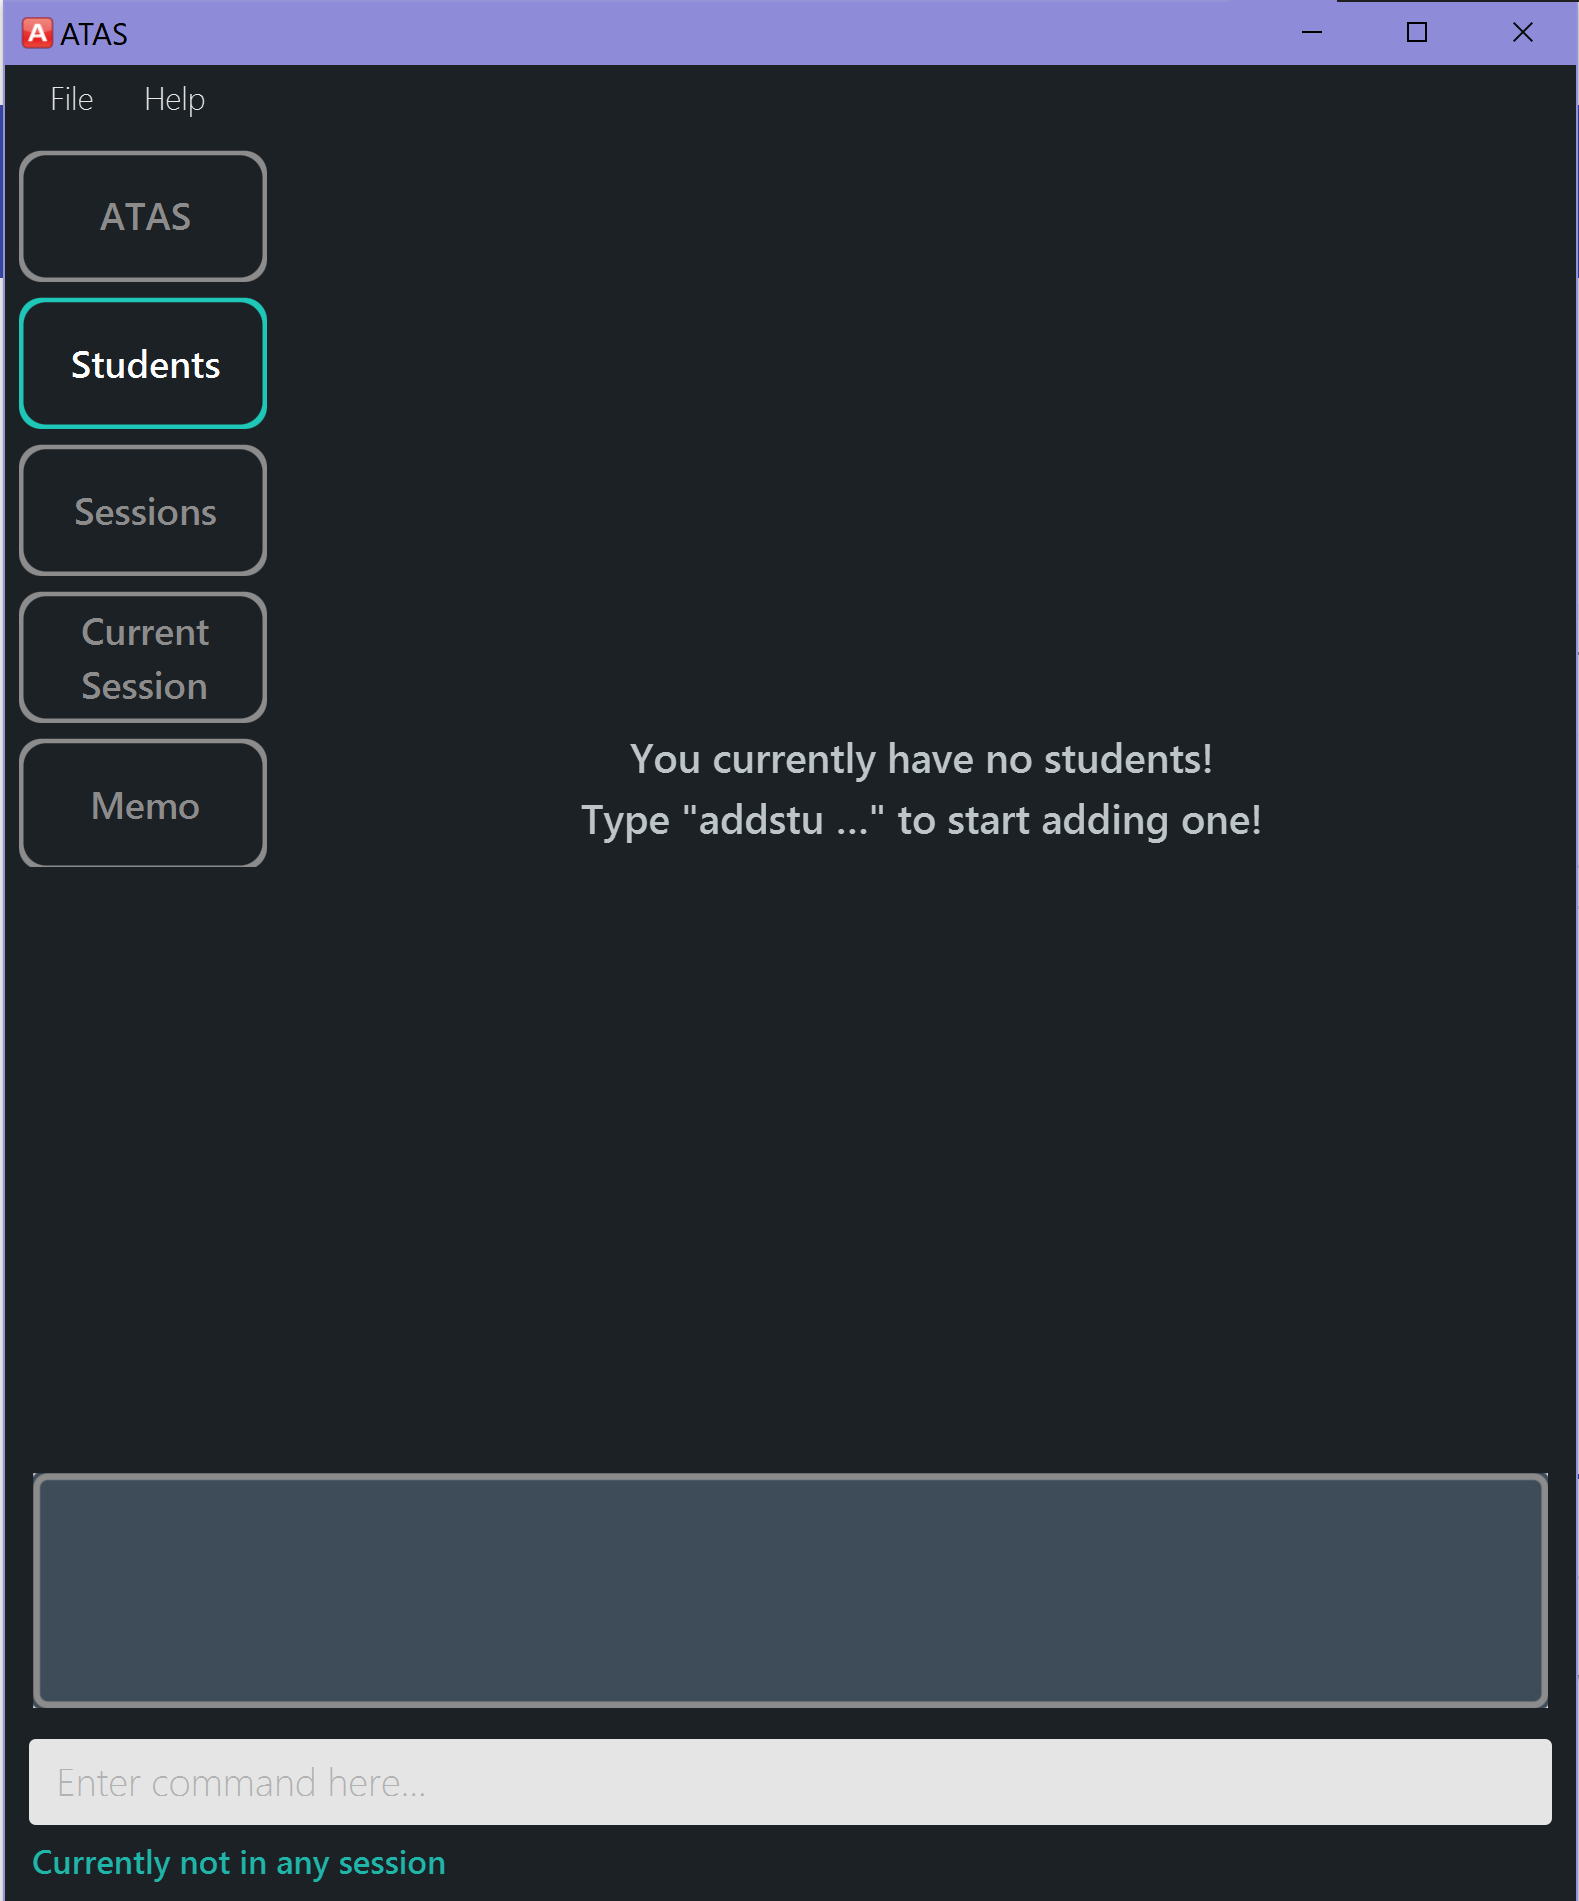 ATAS
File Help
ATAS
Students
Sessions
Current
Session
Memo
You currently have no students!
Type "addstu ..." to start adding one!
Enter command here...
Currently not in any session